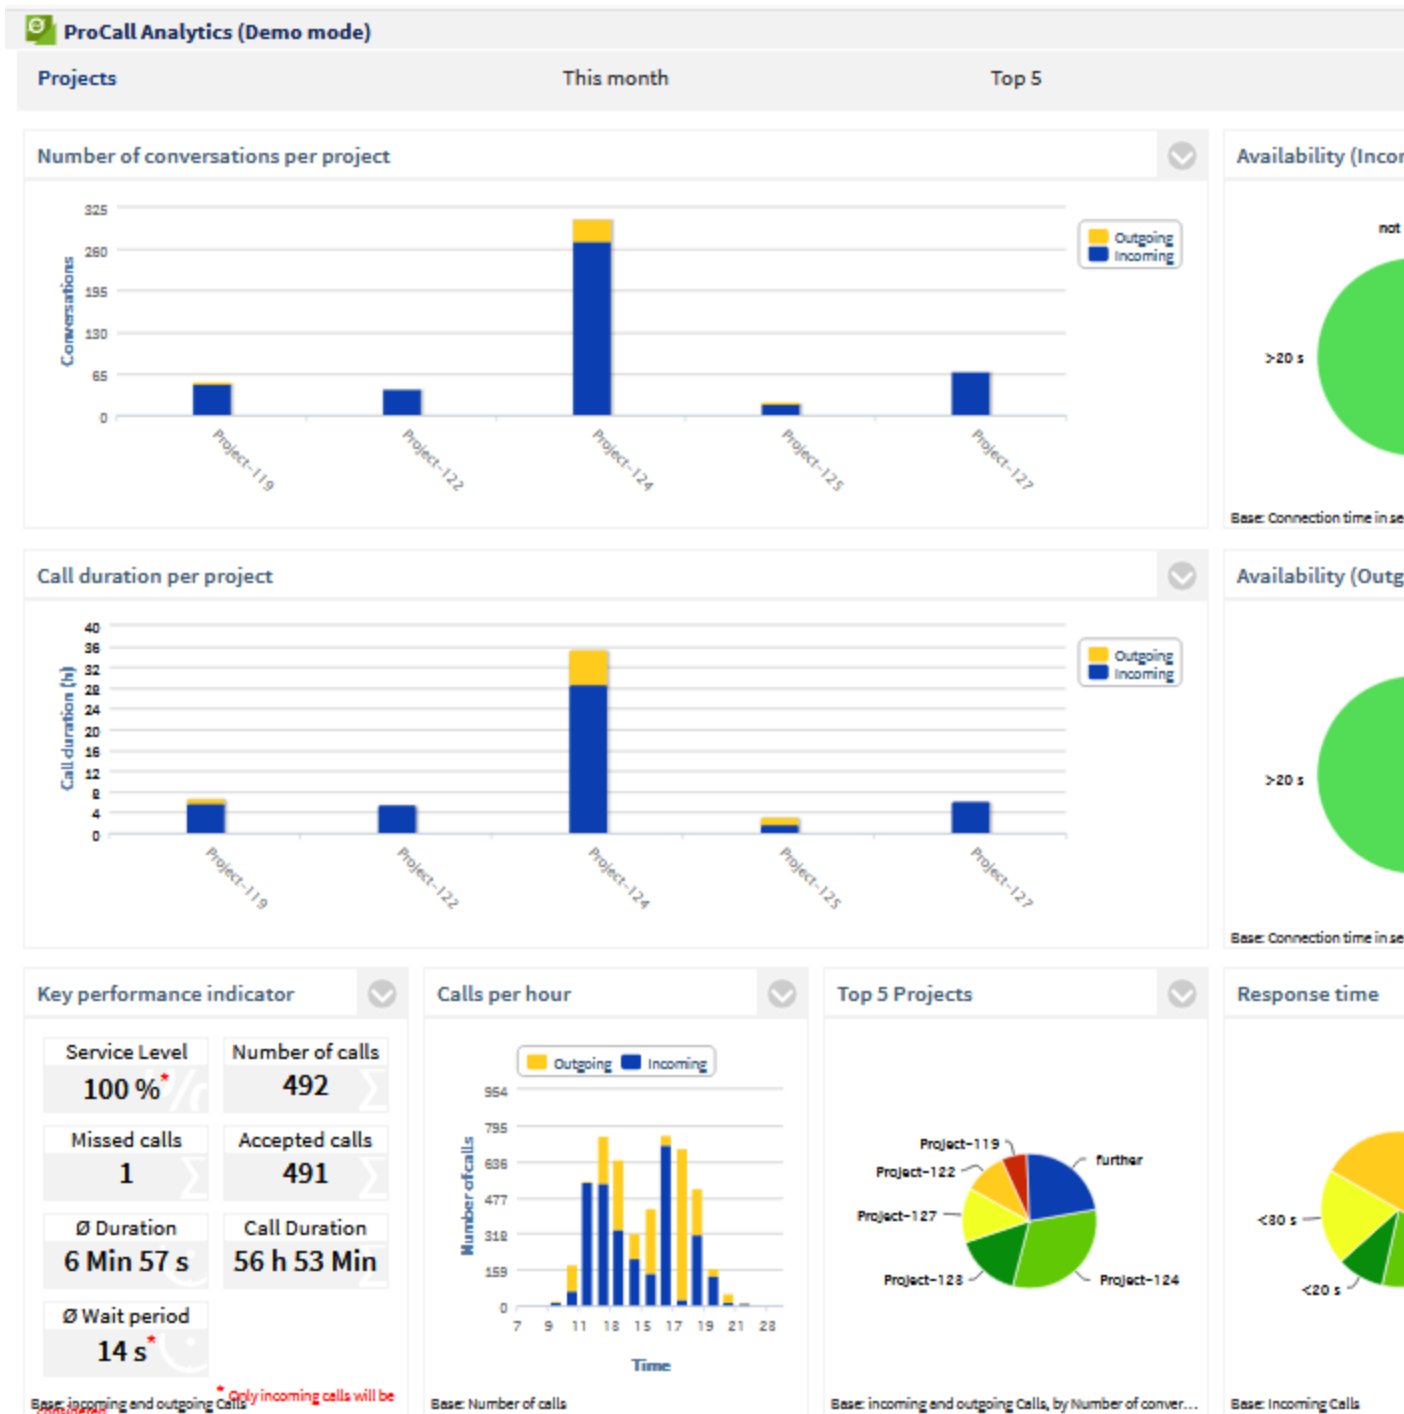 ProCall Analytics (Demo mode)
Projects This month Top 5
Number of conversations per project
Conversations
325
260
195
130
65
0
Outgoing
Incoming
Project-119 Project-122 Project-124 Project-125 Project-127
Availability (Incor
not
>20 s
Base: Connection time in se
Call duration per project
Call duration (h)
40
36
32
28
24
20
16
12
8
4
0
Outgoing
Incoming
Project-119 Project-122 Project-124 Project-125 Project-127
Availability (Outg
>20 s
Base: Connection time in se
Key performance indicator
Service Level Number of calls
100 %* 492
Missed calls Accepted calls
1 491
Ø Duration Call Duration
6 Min 57 s 56 h 53 Min
Ø Wait period
14 s*
* Only incoming calls will be
Base: incoming and outgoing Calls
considered
Calls per hour
Outgoing Incoming
Number of calls
954
795
636
477
318
159
0
7 9 11 13 15 17 19 21 23
Time
Base: Number of calls
Top 5 Projects
Project-119
further
Project-122
Project-127
Project-128
Project-124
Base: incoming and outgoing Calls, by Number of conver...
Response time
<80 s
<20 s
Base: Incoming Calls